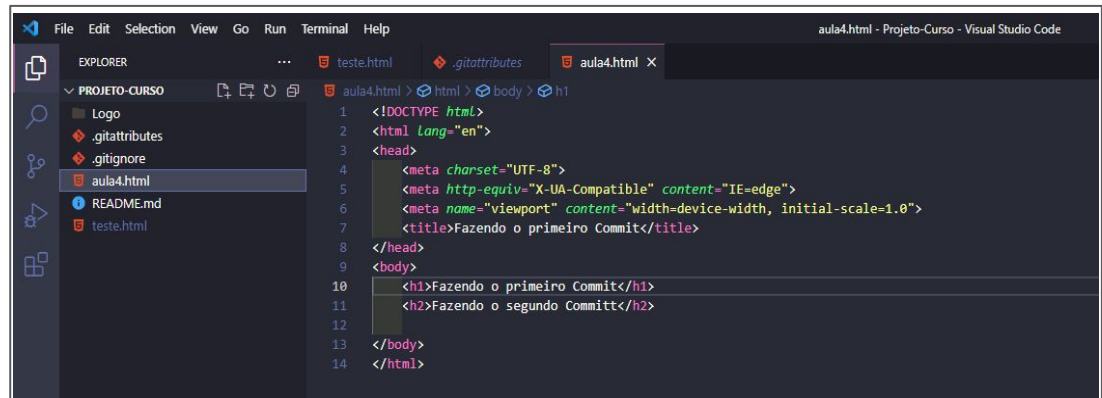 File Edit Selection View Go Run Terminal Help
aula4.html - Projeto-Curso - Visual Studio Code
EXPLORER ...
teste.html .gitattributes aula4.html ×
PROJETO-CURSO
aula4.html > html > body > h1
Logo
.gitattributes
.gitignore
aula4.html
README.md
teste.html
1 <!DOCTYPE html>
2 <html lang="en">
3 <head>
4 <meta charset="UTF-8">
5 <meta http-equiv="X-UA-Compatible" content="IE=edge">
6 <meta name="viewport" content="width=device-width, initial-scale=1.0">
7 <title>Fazendo o primeiro Commit</title>
8 </head>
9 <body>
10 <h1>Fazendo o primeiro Commit</h1>
11 <h2>Fazendo o segundo Committ</h2>
12
13 </body>
14 </html>